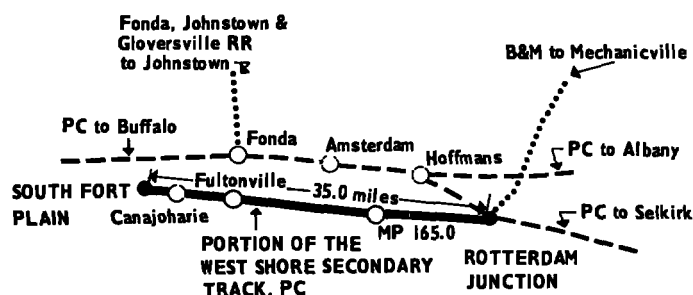 Fonda, Johnstown &
Gloversville RR
to Johnstown
B&M to Mechanicville
PC to Buffalo
Fonda
Amsterdam
Hoffmans
PC to Albany
SOUTH FORT
PLAIN
Fultonville
35.0 miles
Canajoharie
MP 165.0
PC to Selkirk
PORTION OF THE
WEST SHORE SECONDARY
TRACK, PC
ROTTERDAM
JUNCTION